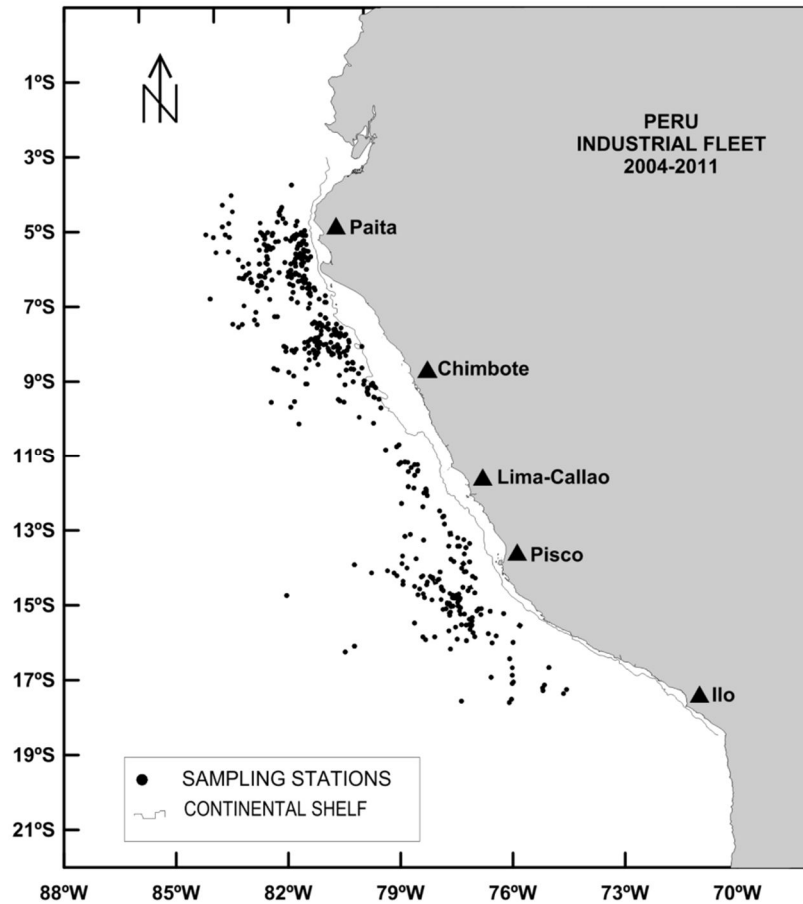 1ºS
3ºS
5ºS
7ºS
9ºS
11ºS
13ºS
15ºS
17ºS
19ºS
21ºS
N
PERU
INDUSTRIAL FLEET
2004-2011
Paita
Chimbote
Lima-Callao
Pisco
Ilo
SAMPLING STATIONS
CONTINENTAL SHELF
88ºW 85ºW 82ºW 79ºW 76ºW 73ºW 70ºW